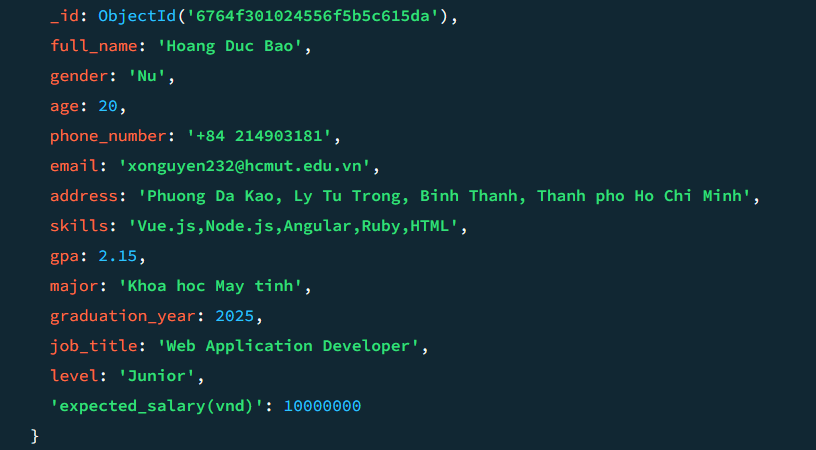 _id: ObjectId('6764f301024556f5b5c615da'),
full_name: 'Hoang Duc Bao',
gender: 'Nu',
age: 20,
phone_number: '+84 214903181',
email: 'xonguyen232@hcmut.edu.vn',
address: 'Phuong Da Kao, Ly Tu Trong, Binh Thanh, Thanh pho Ho Chi Minh',
skills: 'Vue.js,Node.js,Angular,Ruby,HTML',
gpa: 2.15,
major: 'Khoa hoc May tinh',
graduation_year: 2025,
job_title: 'Web Application Developer',
level: 'Junior',
'expected_salary(vnd)': 10000000
}